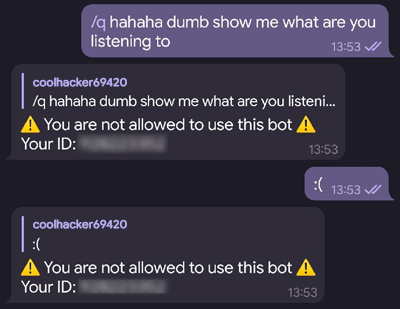 /q hahaha dumb show me what are you
listening to
13:53
coolhacker69420
/q hahaha dumb show me what are you listeni...
⚠️ You are not allowed to use this bot ⚠️
Your ID:
13:53
:(
13:53
coolhacker69420
:(
⚠️ You are not allowed to use this bot ⚠️
Your ID:
13:53